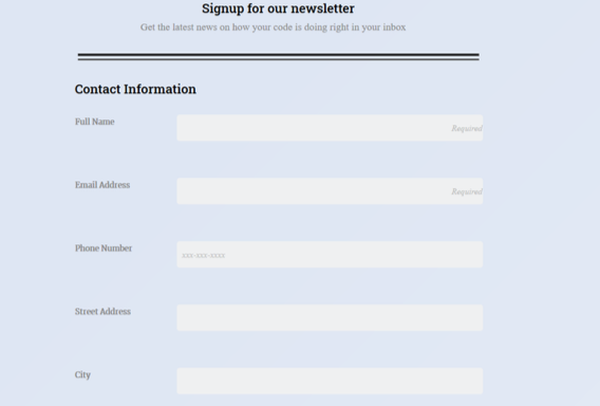 Signup for our newsletter
Get the latest news on how your code is doing right in your inbox
Contact Information
Full Name
Required
Email Address
Required
Phone Number
xxx-xxx-xxxx
Street Address
City